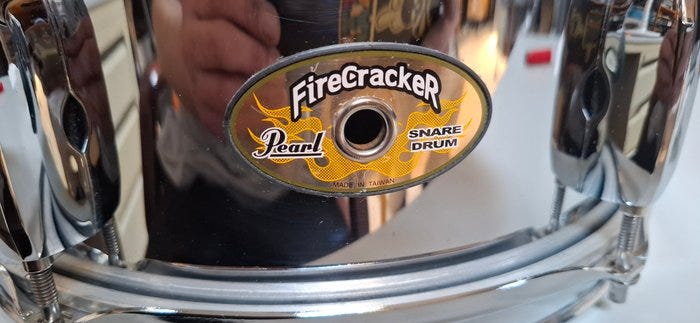 FireCracker
Pearl
SNARE
DRUM
MADE IN TAIWAN